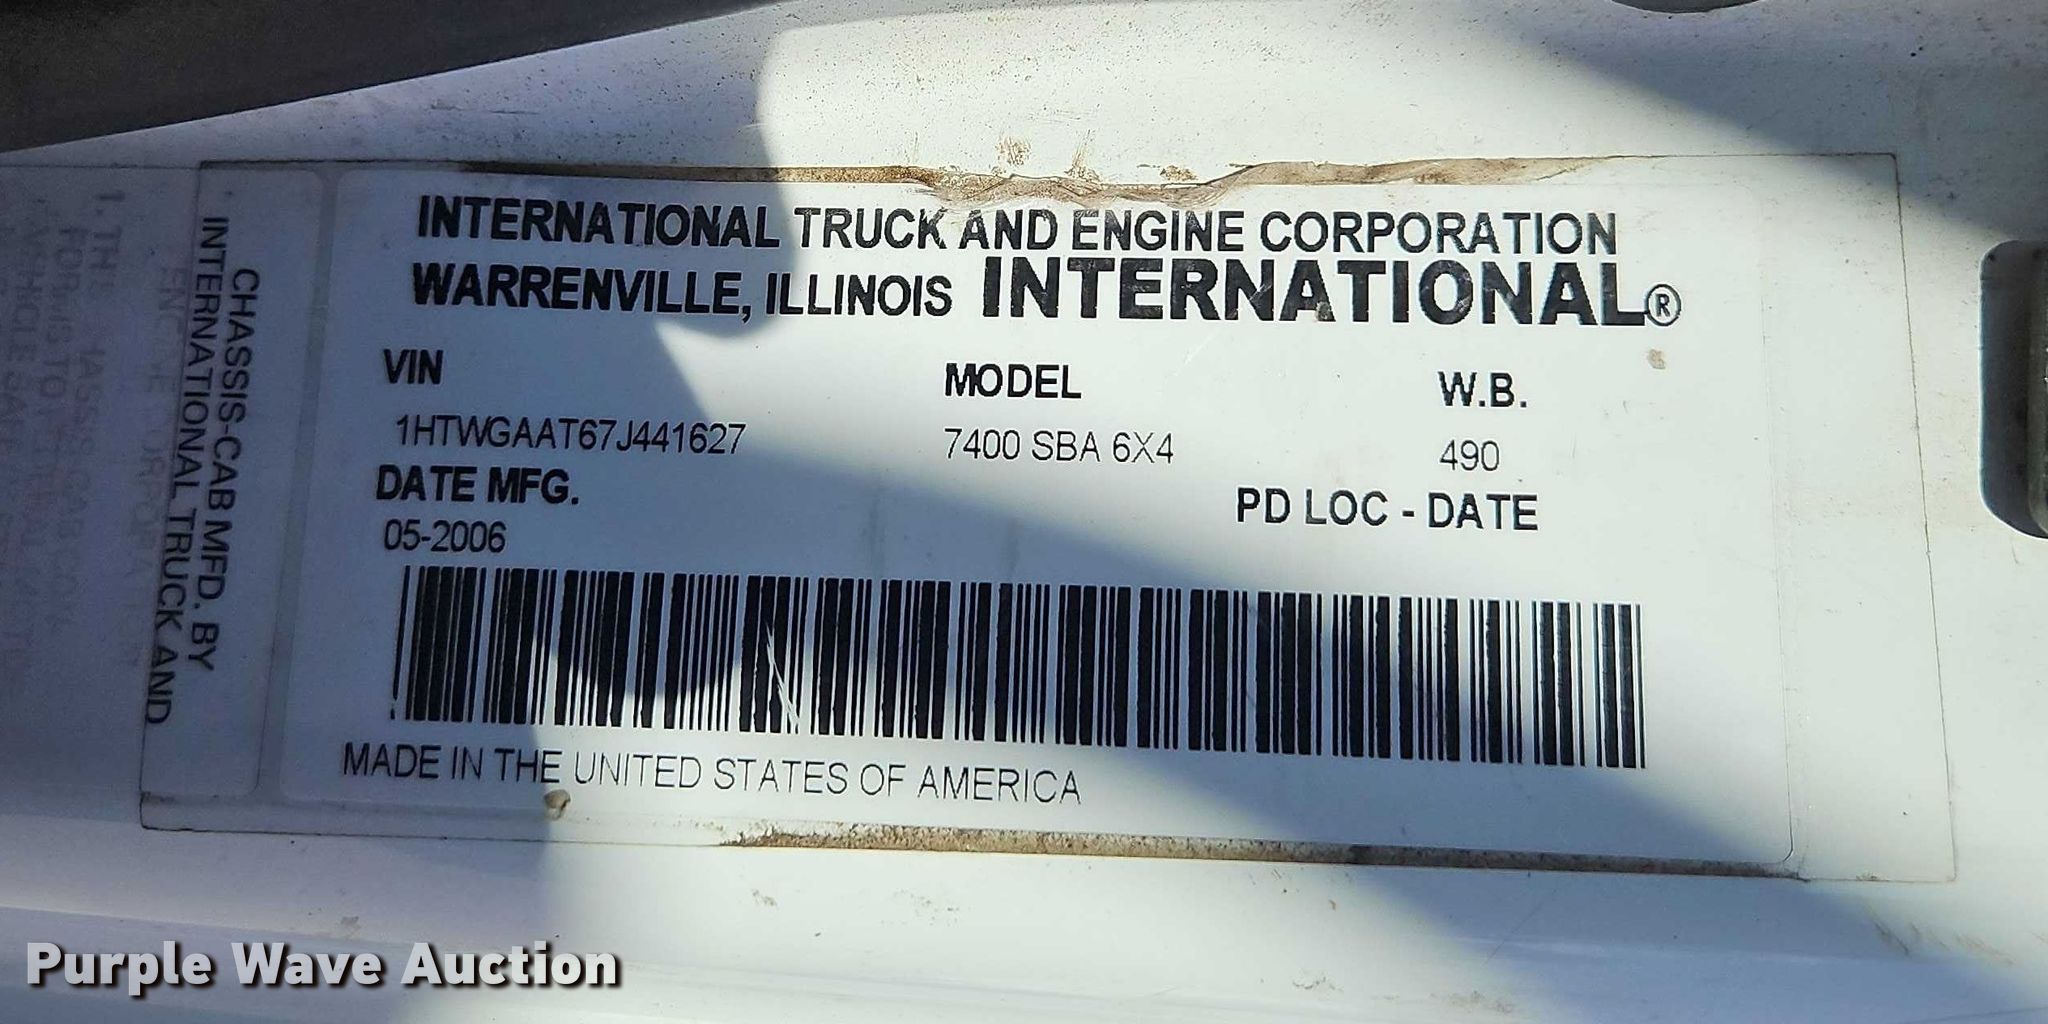 INTERNATIONAL TRUCK AND ENGINE CORPORATION
WARRENVILLE, ILLINOIS INTERNATIONAL®
VIN MODEL W.B.
1HTWGAAT67J441627 7400 SBA 6X4 490
DATE MFG. PD LOC - DATE
05-2006
MADE IN THE UNITED STATES OF AMERICA
CHASSIS-CAB MFD. BY
INTERNATIONAL TRUCK AND
Purple Wave Auction